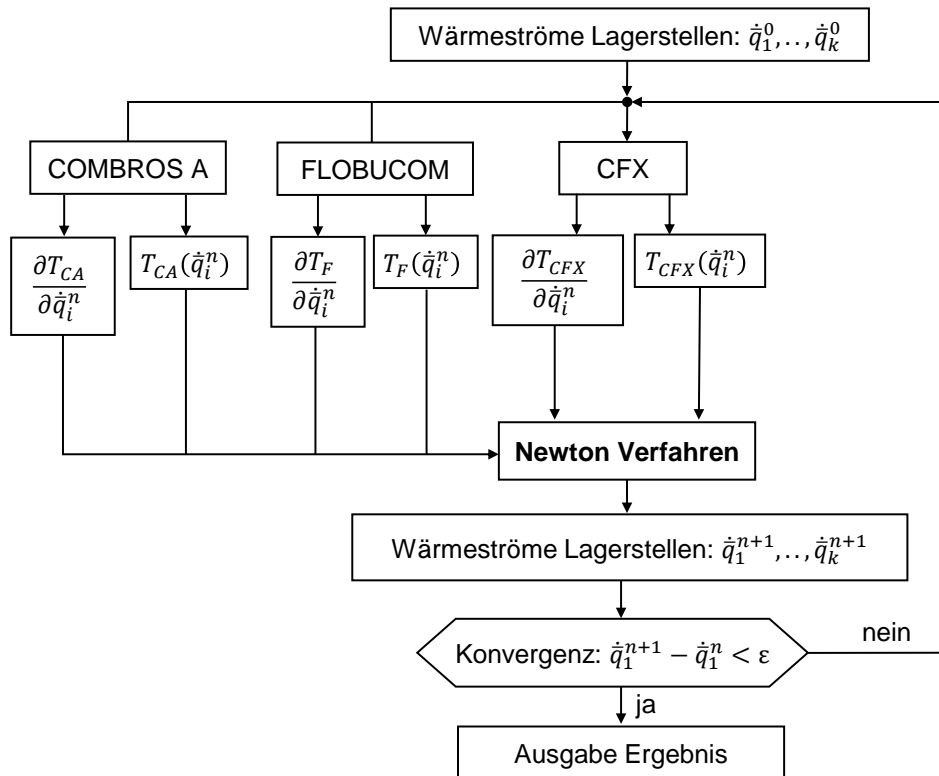 Wärmeströme Lagerstellen: q̇̄₁⁰,..,q̇̄ₖ⁰
COMBROS A
FLOBUCOM
CFX
∂T_CA
∂q̇̄ᵢⁿ
T_CA(q̇̄ᵢⁿ)
∂T_F
∂q̇̄ᵢⁿ
T_F(q̇̄ᵢⁿ)
∂T_CFX
∂q̇̄ᵢⁿ
T_CFX(q̇̄ᵢⁿ)
Newton Verfahren
Wärmeströme Lagerstellen: q̇̄₁ⁿ⁺¹,..,q̇̄ₖⁿ⁺¹
nein
Konvergenz: q̇̄₁ⁿ⁺¹ − q̇̄₁ⁿ < ε
ja
Ausgabe Ergebnis